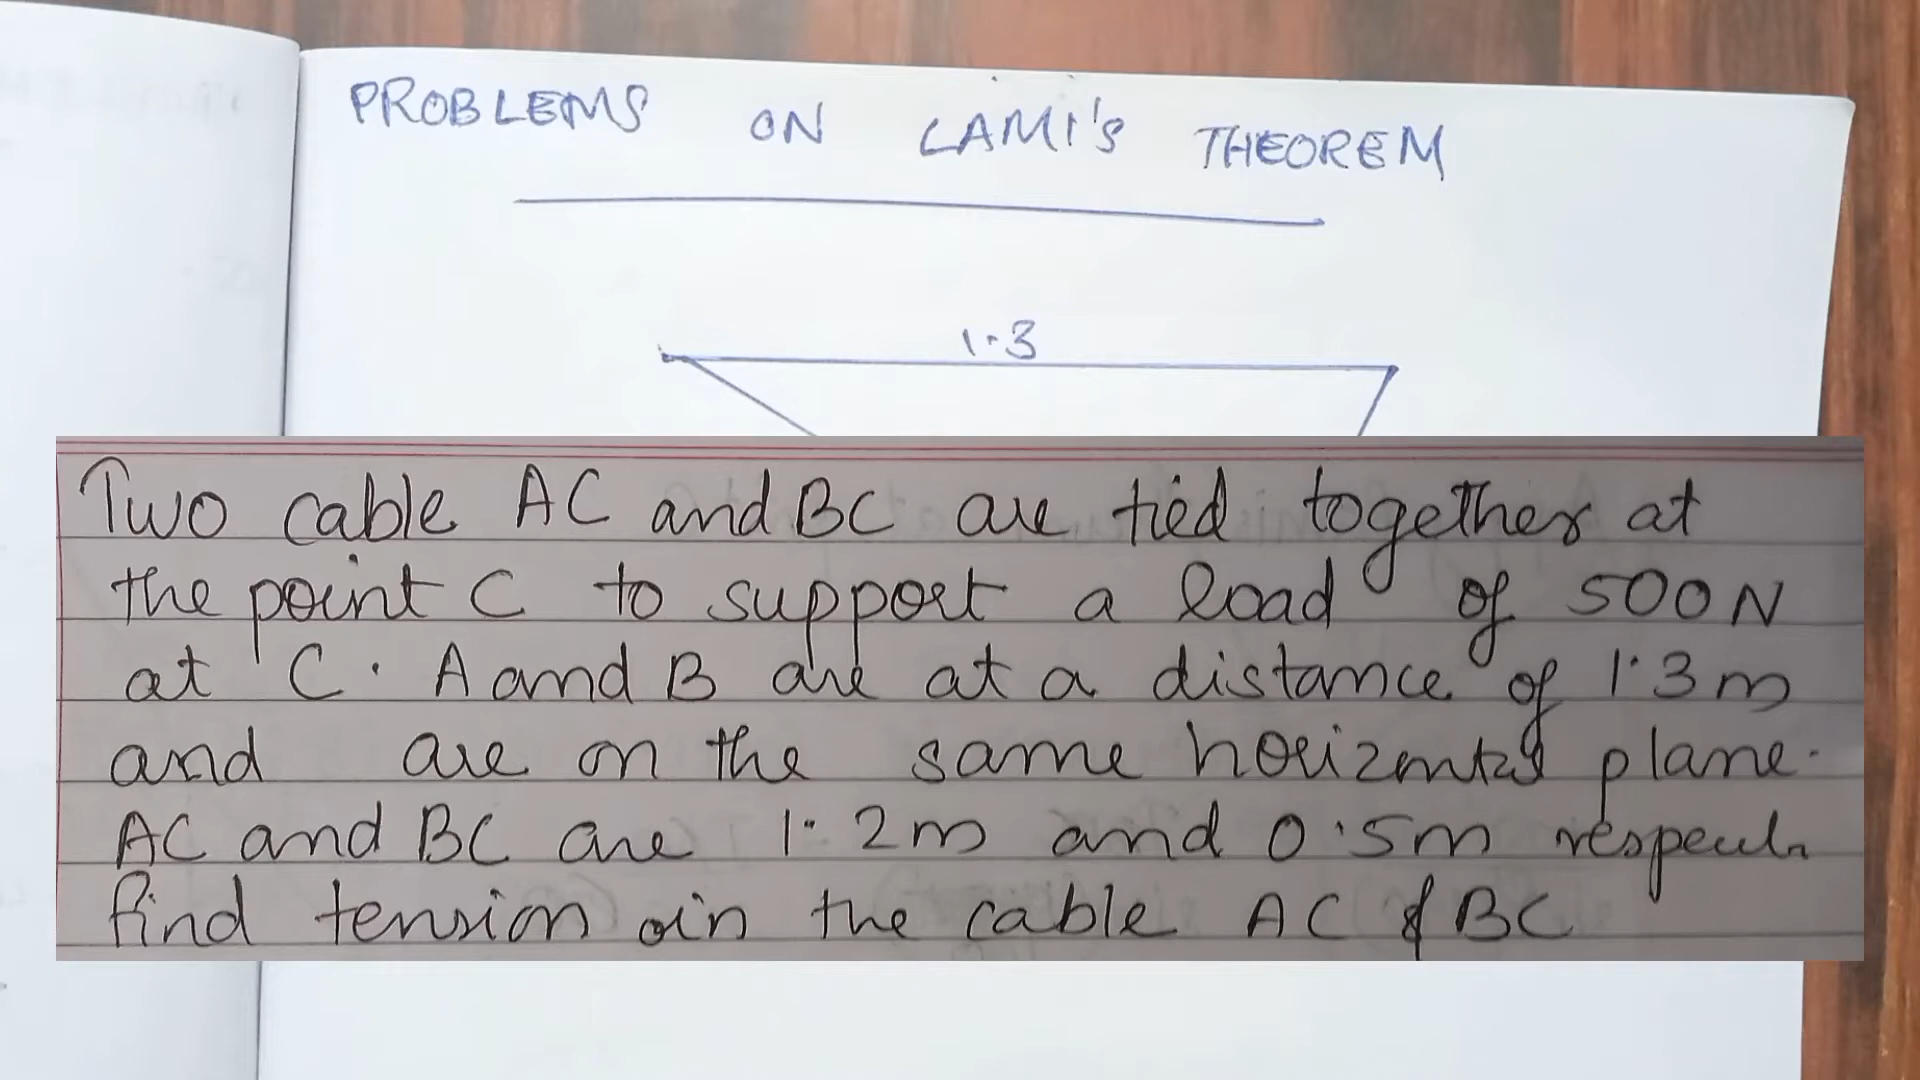 PROBLEMS ON LAMI'S THEOREM
1.3
Two cable AC and BC are tied together at
the point C to support a load of 500N
at C. A and B are at a distance of 1.3m
and are on the same horizontal plane.
AC and BC are 1.2m and 0.5m
find tension in the cable AC & BC